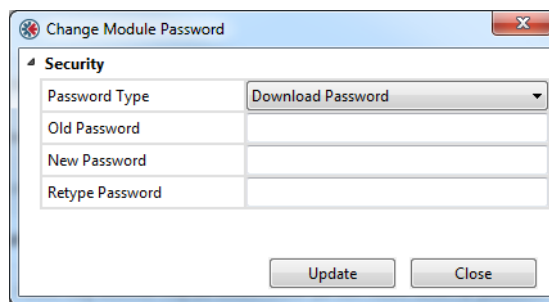 Change Module Password
Security
Password Type Download Password
Old Password
New Password
Retype Password
Update Close